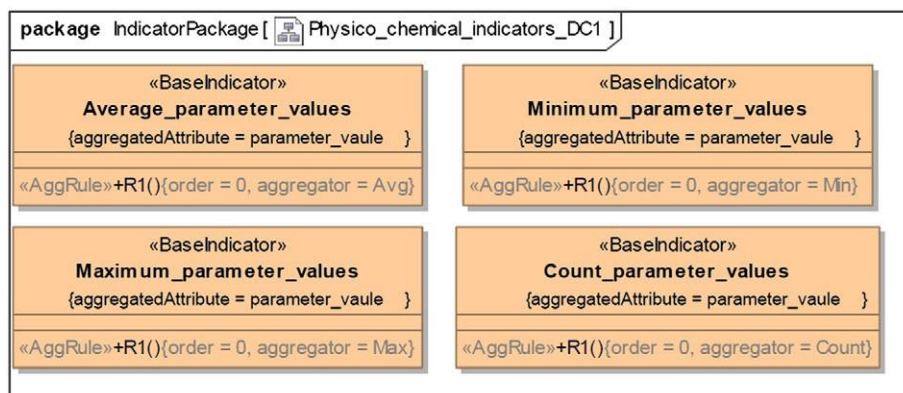 package IndicatorPackage [ Physico_chemical_indicators_DC1 ]
«BaseIndicator»
Average_parameter_values
{aggregatedAttribute = parameter_vaule }
«AggRule»+R1(){order = 0, aggregator = Avg}
«BaseIndicator»
Minimum_parameter_values
{aggregatedAttribute = parameter_vaule }
«AggRule»+R1(){order = 0, aggregator = Min}
«BaseIndicator»
Maximum_parameter_values
{aggregatedAttribute = parameter_vaule }
«AggRule»+R1(){order = 0, aggregator = Max}
«BaseIndicator»
Count_parameter_values
{aggregatedAttribute = parameter_vaule }
«AggRule»+R1(){order = 0, aggregator = Count}